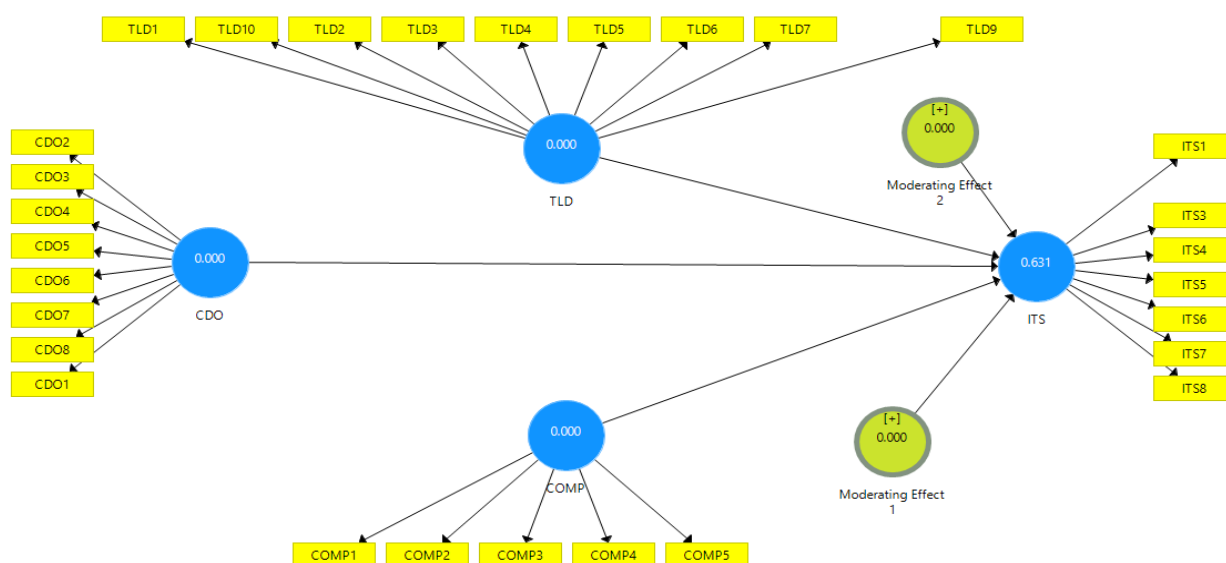 TLD1
TLD10
TLD2
TLD3
TLD4
TLD5
TLD6
TLD7
TLD9
[+]
0.000
Moderating Effect
2
0.000
TLD
CDO2
CDO3
CDO4
CDO5
CDO6
CDO7
CDO8
CDO1
0.000
CDO
0.631
ITS
ITS1
ITS3
ITS4
ITS5
ITS6
ITS7
ITS8
0.000
COMP
[+]
0.000
Moderating Effect
1
COMP1
COMP2
COMP3
COMP4
COMP5